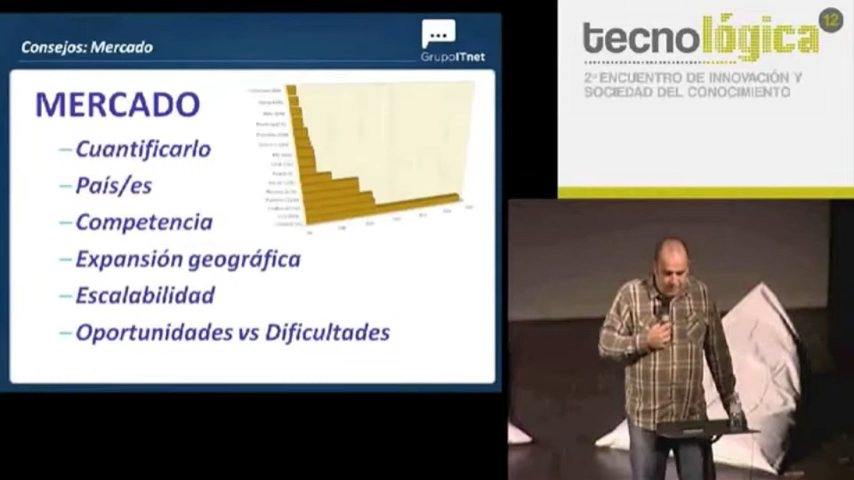 Consejos: Mercado
GrupoITnet
MERCADO
– Cuantificarlo
– País/es
– Competencia
– Expansión geográfica
– Escalabilidad
– Oportunidades vs Dificultades
tecnológica 12
2º ENCUENTRO DE INNOVACIÓN Y
SOCIEDAD DEL CONOCIMIENTO